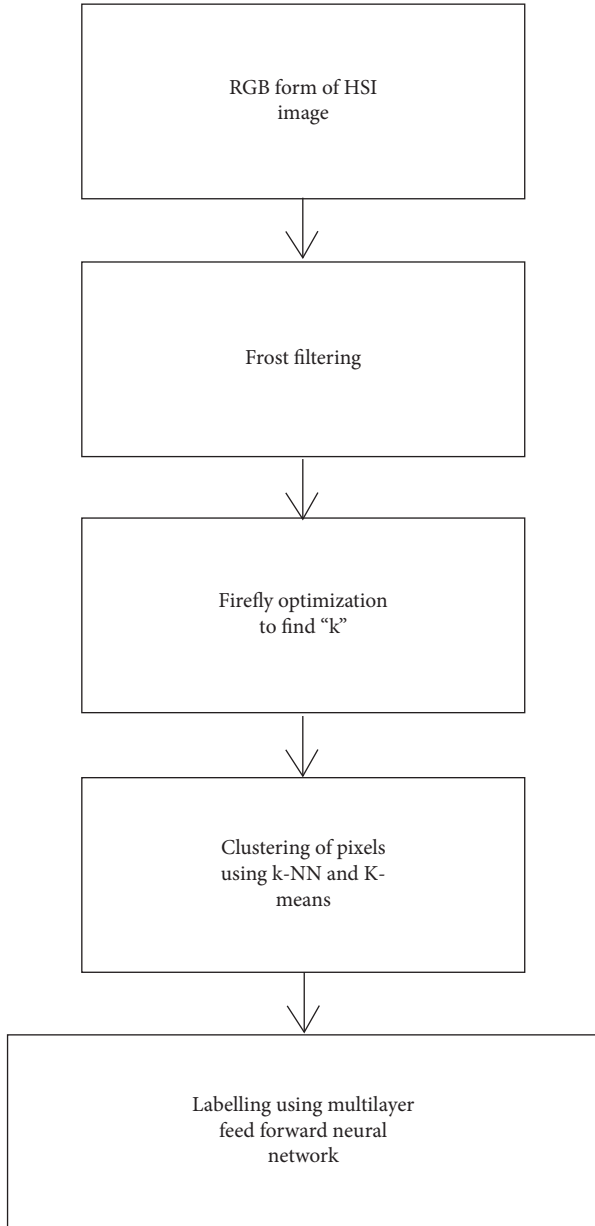 RGB form of HSI
image
Frost filtering
Firefly optimization
to find “k”
Clustering of pixels
using k-NN and K-
means
Labelling using multilayer
feed forward neural
network